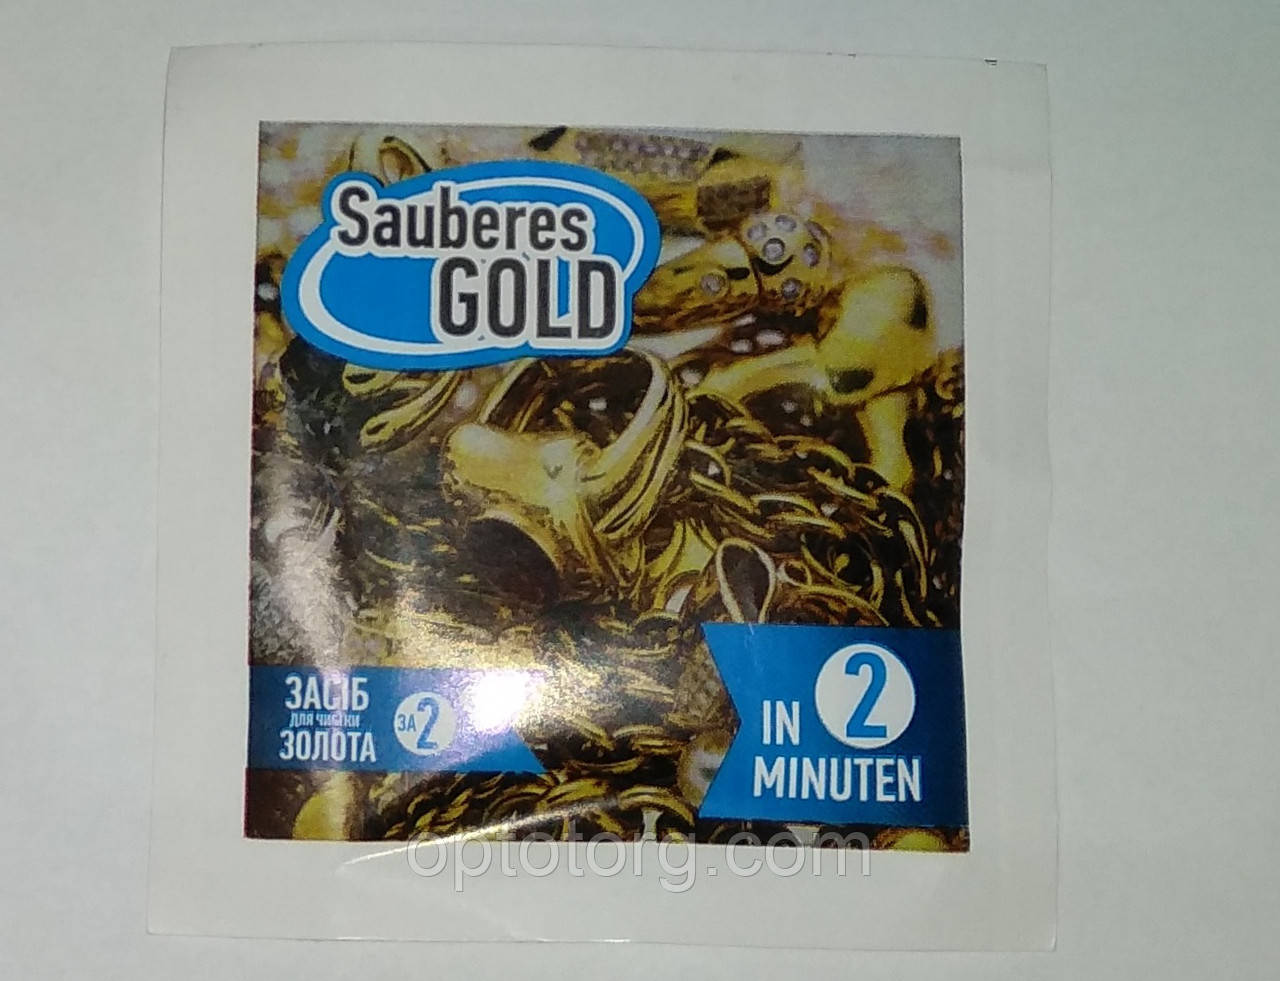 Sauberes
GOLD
ЗАСІБ
для чистки
ЗОЛОТА
ЗА 2
IN 2
MINUTEN
optotorg.com